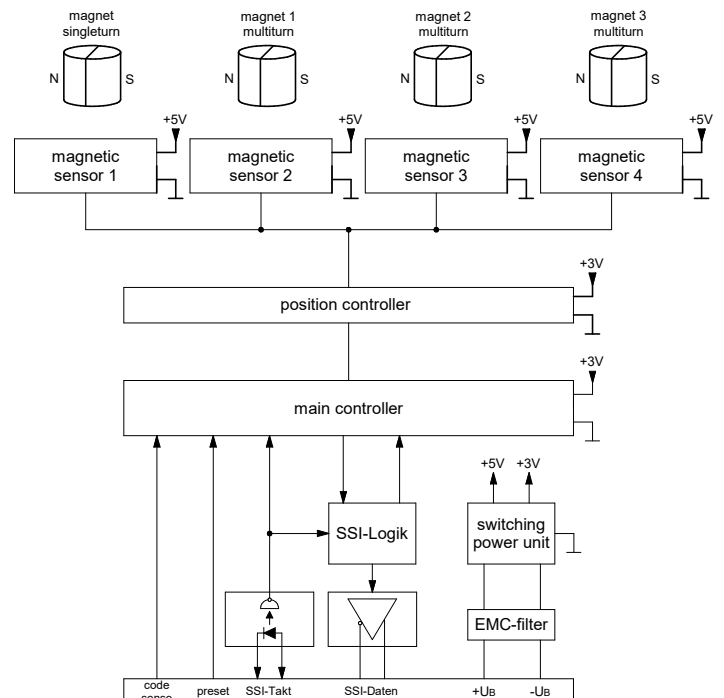 magnet
singleturn
magnet 1
multiturn
magnet 2
multiturn
magnet 3
multiturn
N S
N S
N S
N S
+5V
+5V
+5V
+5V
magnetic
sensor 1
magnetic
sensor 2
magnetic
sensor 3
magnetic
sensor 4
+3V
position controller
+3V
main controller
+5V +3V
SSI-Logik
switching
power unit
EMC-filter
code
sense
preset
SSI-Takt
SSI-Daten
+UB
-UB